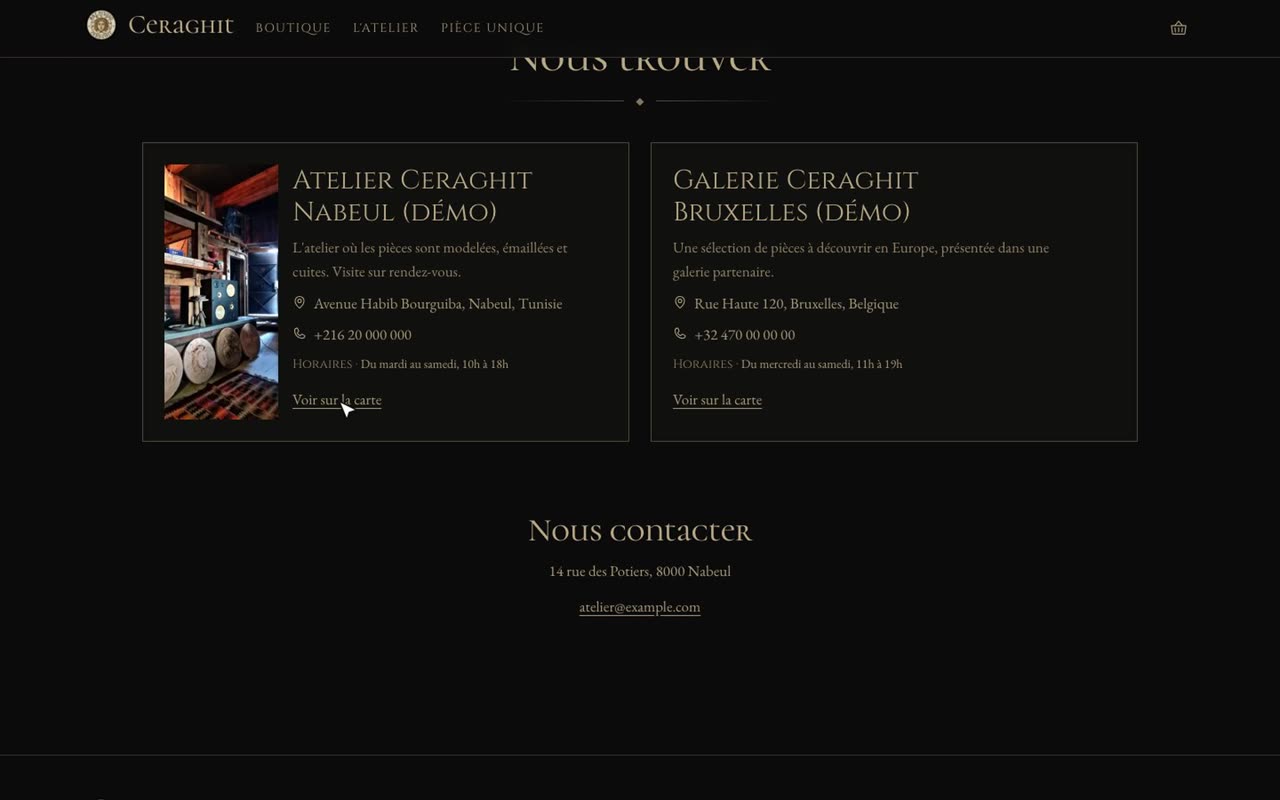 Ceraghit BOUTIQUE L'ATELIER PIÈCE UNIQUE
Nous trouver
Atelier Ceraghit
Nabeul (démo)
L'atelier où les pièces sont modelées, émaillées et
cuites. Visite sur rendez-vous.
Avenue Habib Bourguiba, Nabeul, Tunisie
+216 20 000 000
Horaires · Du mardi au samedi, 10h à 18h
Voir sur la carte
Galerie Ceraghit
Bruxelles (démo)
Une sélection de pièces à découvrir en Europe, présentée dans une
galerie partenaire.
Rue Haute 120, Bruxelles, Belgique
+32 470 00 00 00
Horaires · Du mercredi au samedi, 11h à 19h
Voir sur la carte
Nous contacter
14 rue des Potiers, 8000 Nabeul
atelier@example.com